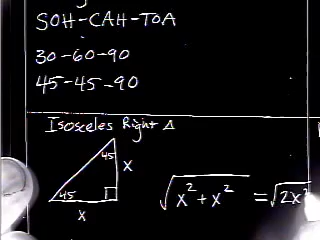 SOH-CAH-TOA
30-60-90
45-45-90
Isosceles Right Δ
45
x
45
x
√x²+x² = √2x²